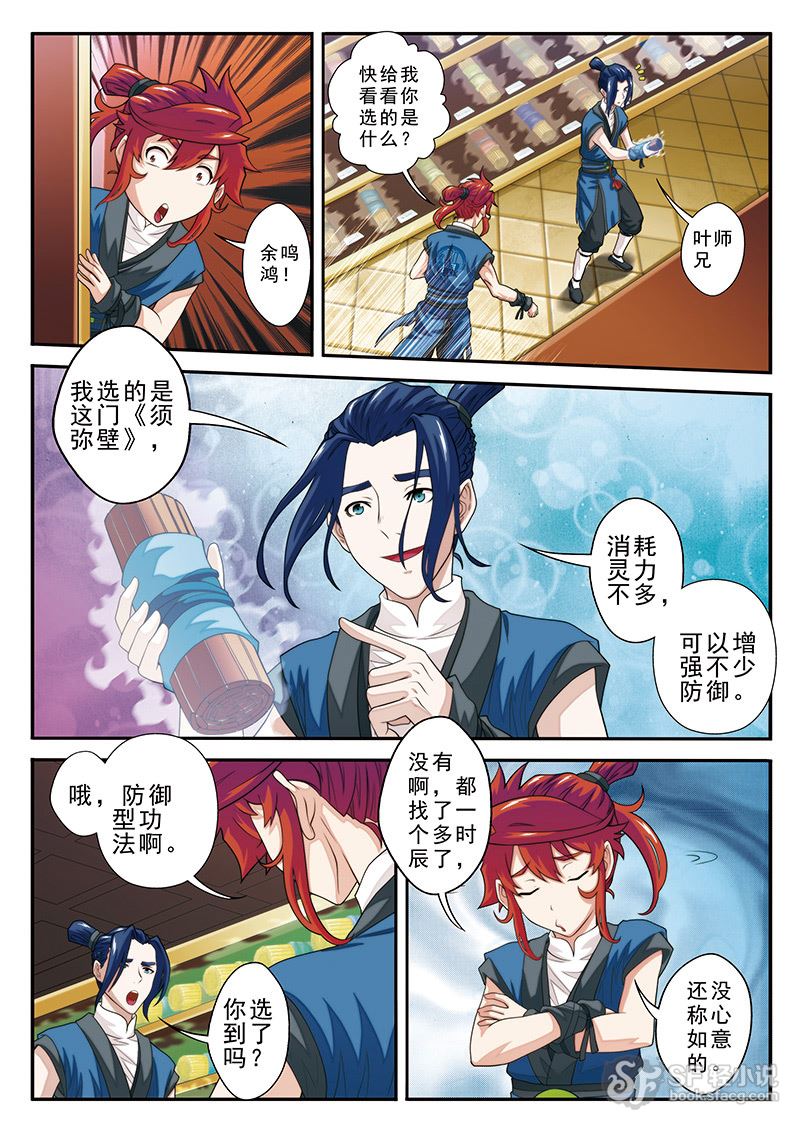 余鸣
鸿！
快给我
看看你
选的是
什么？
叶师
兄
我选的是
这门《须
弥壁》，
消耗
灵力
不多，
可以增
强不少
防御。
哦，防御
型功
法啊。
你选
到了
吗？
没有
啊，都
找了一
个多时
辰了，
还没
称心
如意
的。
SF轻小说
book.sfacg.com